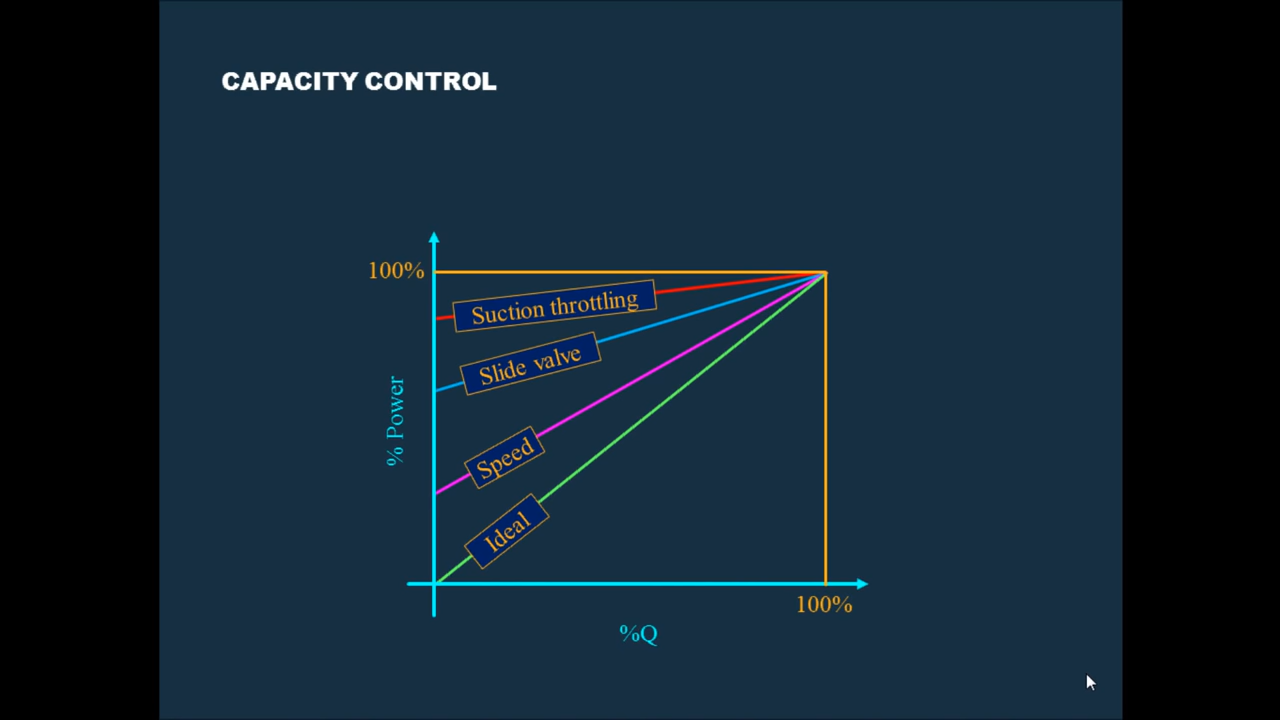 CAPACITY CONTROL
100%
Suction throttling
Slide valve
% Power
Speed
Ideal
100%
%Q